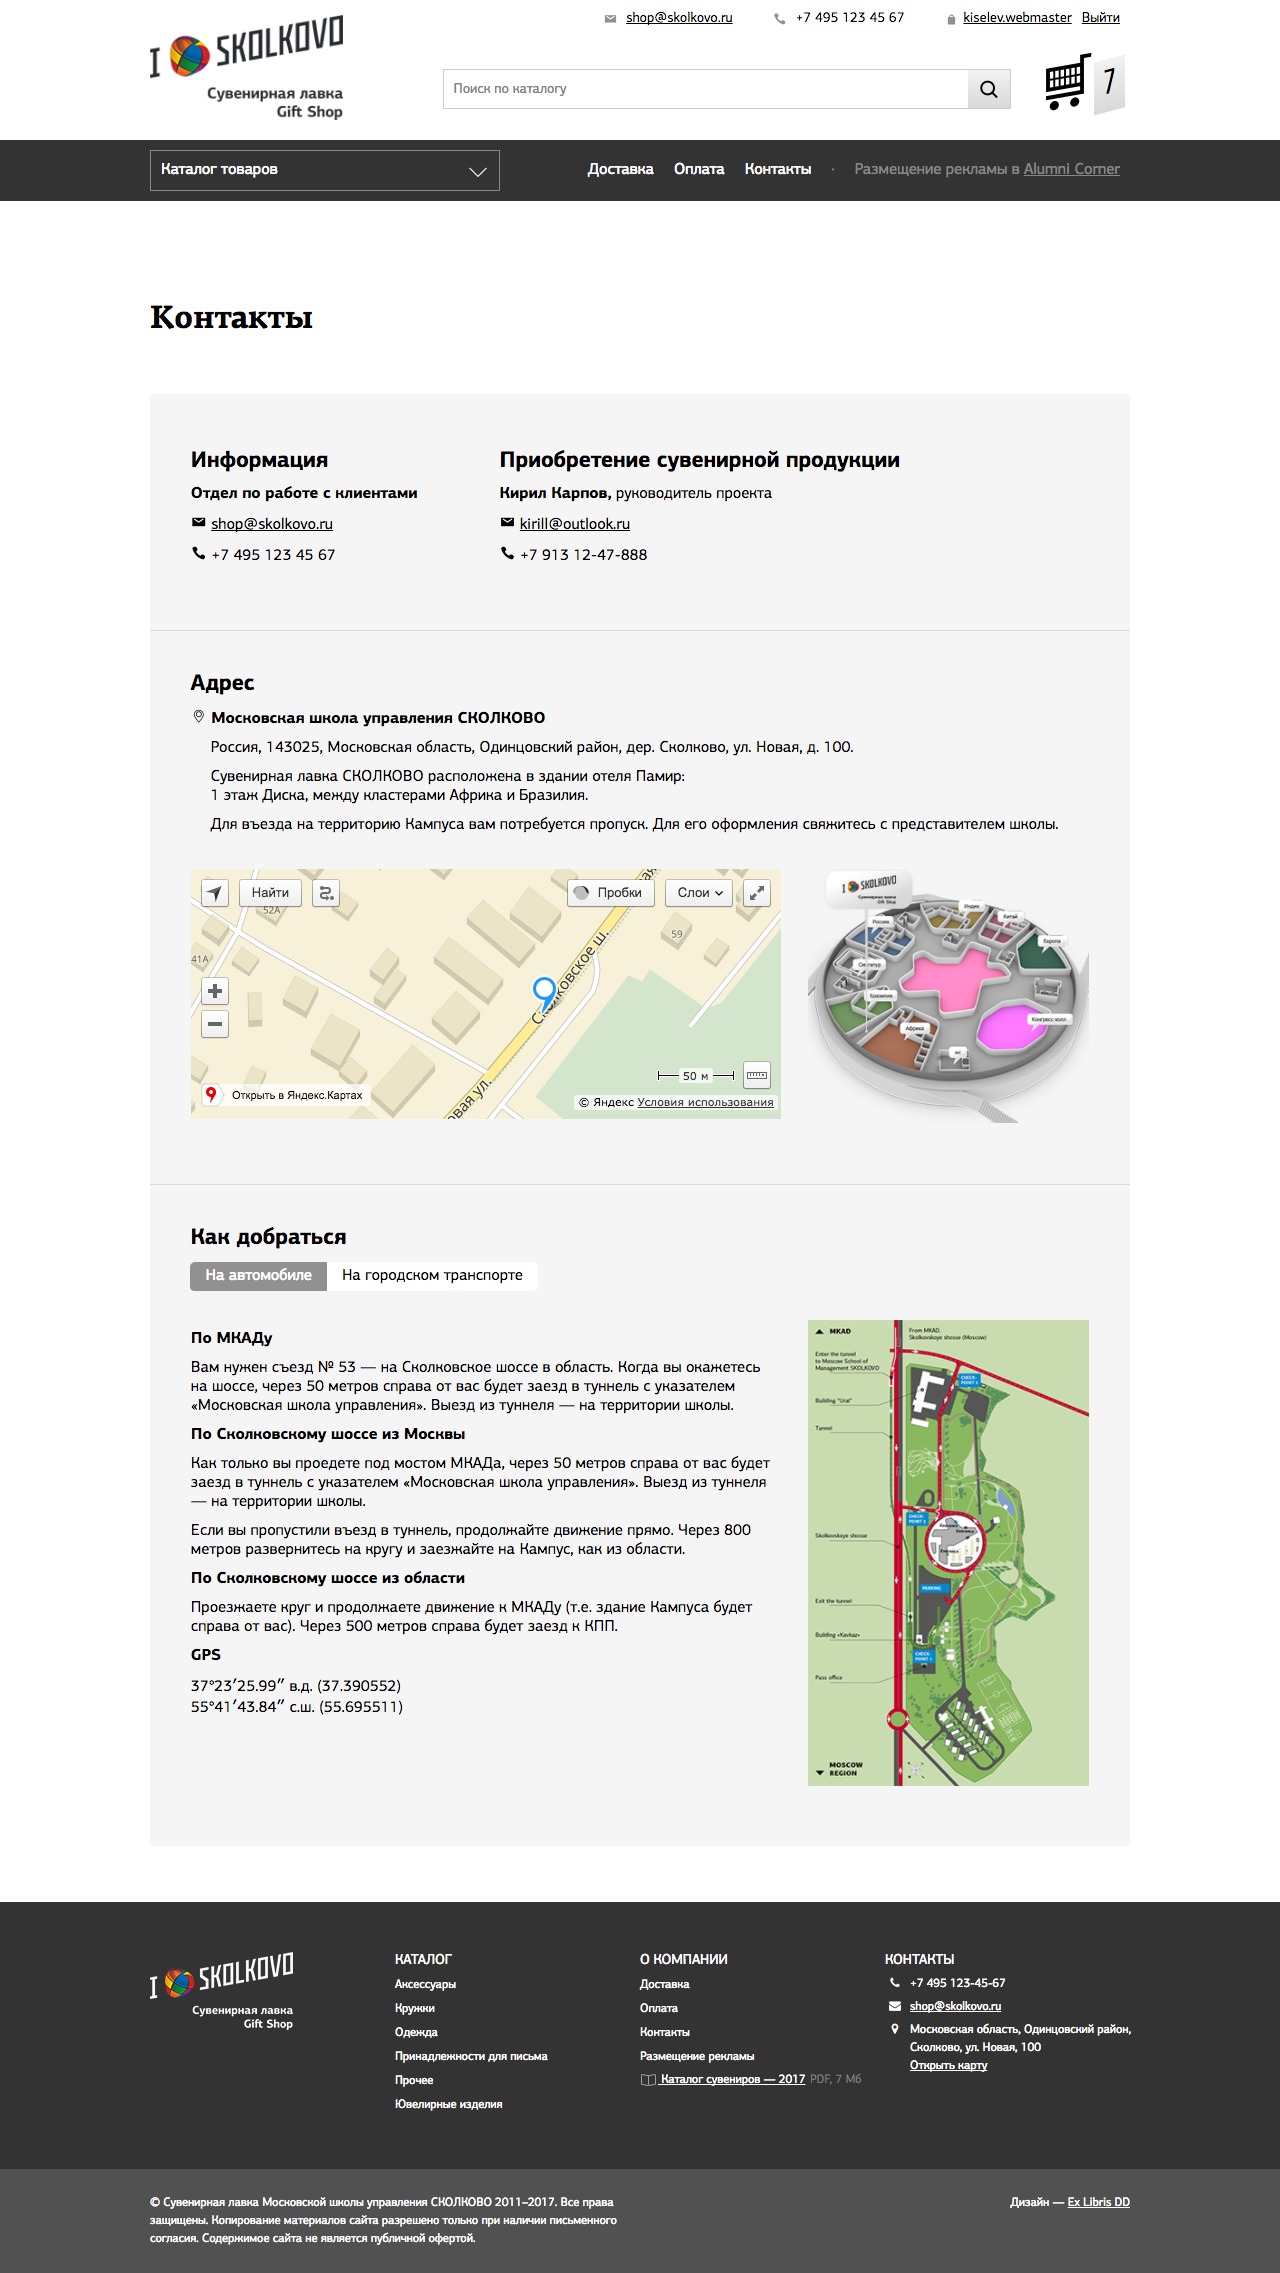 shop@skolkovo.ru +7 495 123 45 67 kiselev.webmaster Выйти
I SKOLKOVO
Сувенирная лавка
Gift Shop
Поиск по каталогу
7
Каталог товаров
Доставка Оплата Контакты · Размещение рекламы в Alumni Corner
Контакты
Информация
Отдел по работе с клиентами
shop@skolkovo.ru
+7 495 123 45 67
Приобретение сувенирной продукции
Кирил Карпов, руководитель проекта
kirill@outlook.ru
+7 913 12-47-888
Адрес
Московская школа управления СКОЛКОВО
Россия, 143025, Московская область, Одинцовский район, дер. Сколково, ул. Новая, д. 100.
Сувенирная лавка СКОЛКОВО расположена в здании отеля Памир:
1 этаж Диска, между кластерами Африка и Бразилия.
Для въезда на территорию Кампуса вам потребуется пропуск. Для его оформления свяжитесь с представителем школы.
Найти
Пробки
Слои
52А
59
41А
Сколковское ш.
овая ул.
50 м
Открыть в Яндекс.Картах
© Яндекс Условия использования
I SKOLKOVO
Сувенирная лавка
Gift Shop
Индия
Китай
Россия
Европа
Сингапур
Бразилия
Африка
Конгресс-холл
Как добраться
На автомобиле
На городском транспорте
По МКАДу
Вам нужен съезд № 53 — на Сколковское шоссе в область. Когда вы окажетесь
на шоссе, через 50 метров справа от вас будет заезд в туннель с указателем
«Московская школа управления». Выезд из туннеля — на территории школы.
По Сколковскому шоссе из Москвы
Как только вы проедете под мостом МКАДа, через 50 метров справа от вас будет
заезд в туннель с указателем «Московская школа управления». Выезд из туннеля
— на территории школы.
Если вы пропустили въезд в туннель, продолжайте движение прямо. Через 800
метров развернитесь на кругу и заезжайте на Кампус, как из области.
По Сколковскому шоссе из области
Проезжаете круг и продолжаете движение к МКАДу (т.е. здание Кампуса будет
справа от вас). Через 500 метров справа будет заезд к КПП.
GPS
37°23′25.99″ в.д. (37.390552)
55°41′43.84″ с.ш. (55.695511)
MKAD
From MKAD,
Skolkovskoye shosse (Moscow)
Enter the tunnel
to Moscow School of
Management SKOLKOVO
CHECK-
POINT 3
Building "Ural"
Tunnel
CHECK-
POINT 2
Skolkovskoye shosse
PARKING
Exit the tunnel
Building «Kavkaz»
CHECK-
POINT 1
Pass office
MOSCOW
REGION
I SKOLKOVO
Сувенирная лавка
Gift Shop
КАТАЛОГ
Аксессуары
Кружки
Одежда
Принадлежности для письма
Прочее
Ювелирные изделия
О КОМПАНИИ
Доставка
Оплата
Контакты
Размещение рекламы
Каталог сувениров — 2017 PDF, 7 Мб
КОНТАКТЫ
+7 495 123-45-67
shop@skolkovo.ru
Московская область, Одинцовский район,
Сколково, ул. Новая, 100
Открыть карту
© Сувенирная лавка Московской школы управления СКОЛКОВО 2011–2017. Все права
защищены. Копирование материалов сайта разрешено только при наличии письменного
согласия. Содержимое сайта не является публичной офертой.
Дизайн — Ex Libris DD